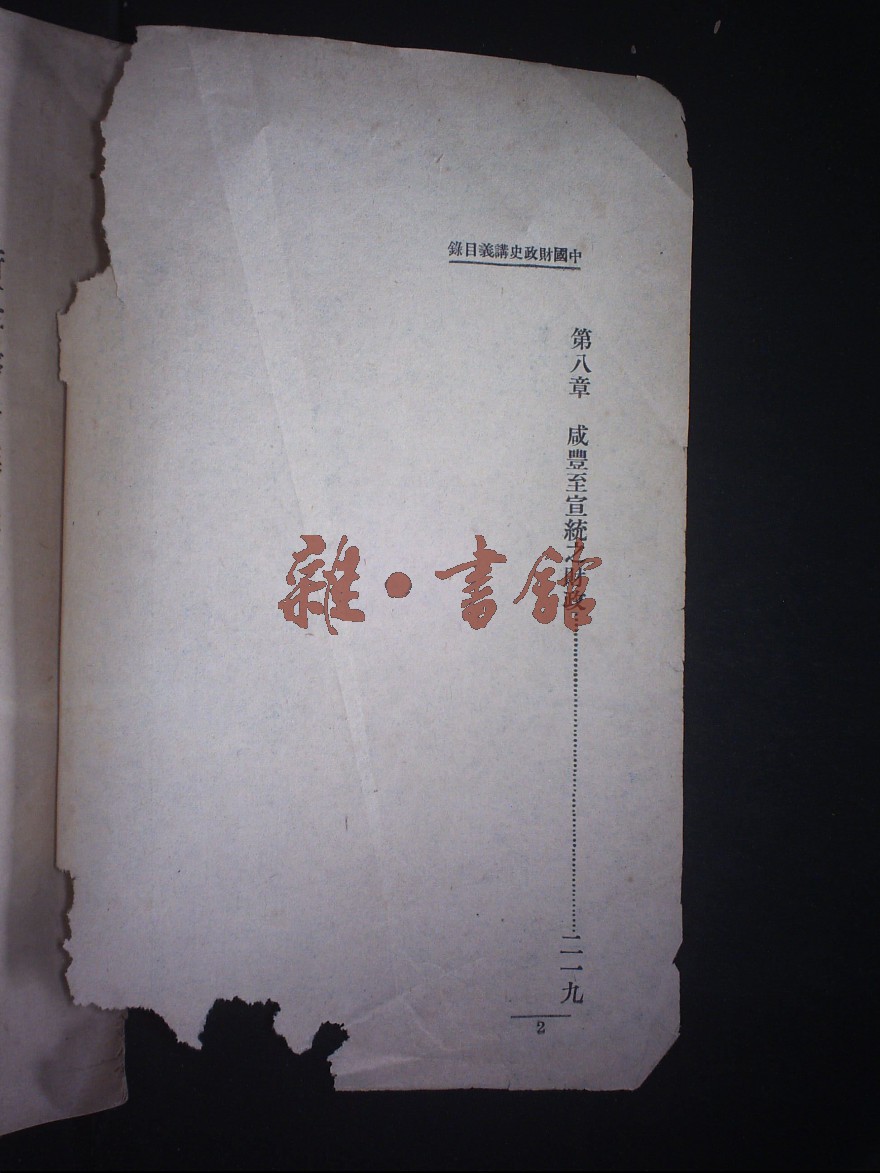 中國財政史講義目錄
第八章　咸豐至宣統之財政……二一九
2
雜・書館